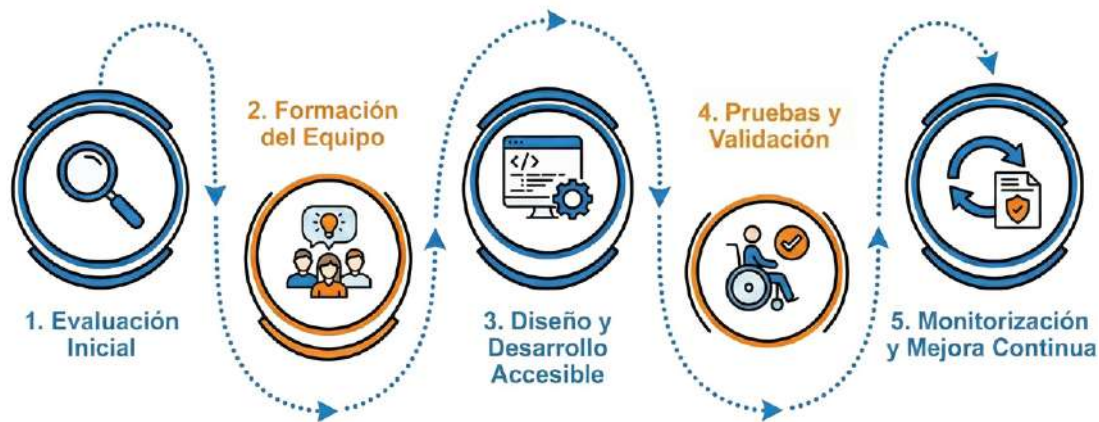 1. Evaluación
Inicial
2. Formación
del Equipo
</>
3. Diseño y
Desarrollo
Accesible
4. Pruebas y
Validación
5. Monitorización
y Mejora Continua